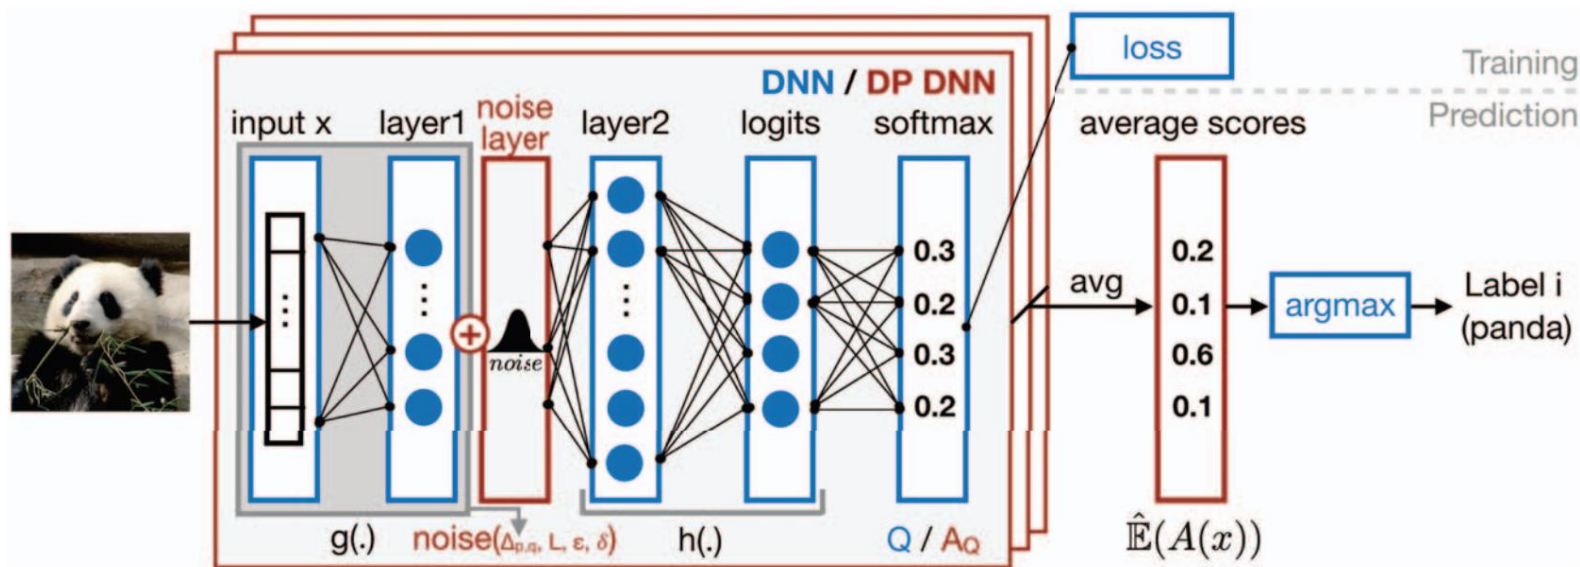 loss
Training
Prediction
DNN / DP DNN
input x
layer1
noise
layer
layer2
logits
softmax
average scores
noise
0.3
0.2
0.3
0.2
avg
0.2
0.1
0.6
0.1
argmax
Label i
(panda)
g(.)
noise(Δp,q, L, ε, δ)
h(.)
Q / A_Q
𝔼̂(A(x))